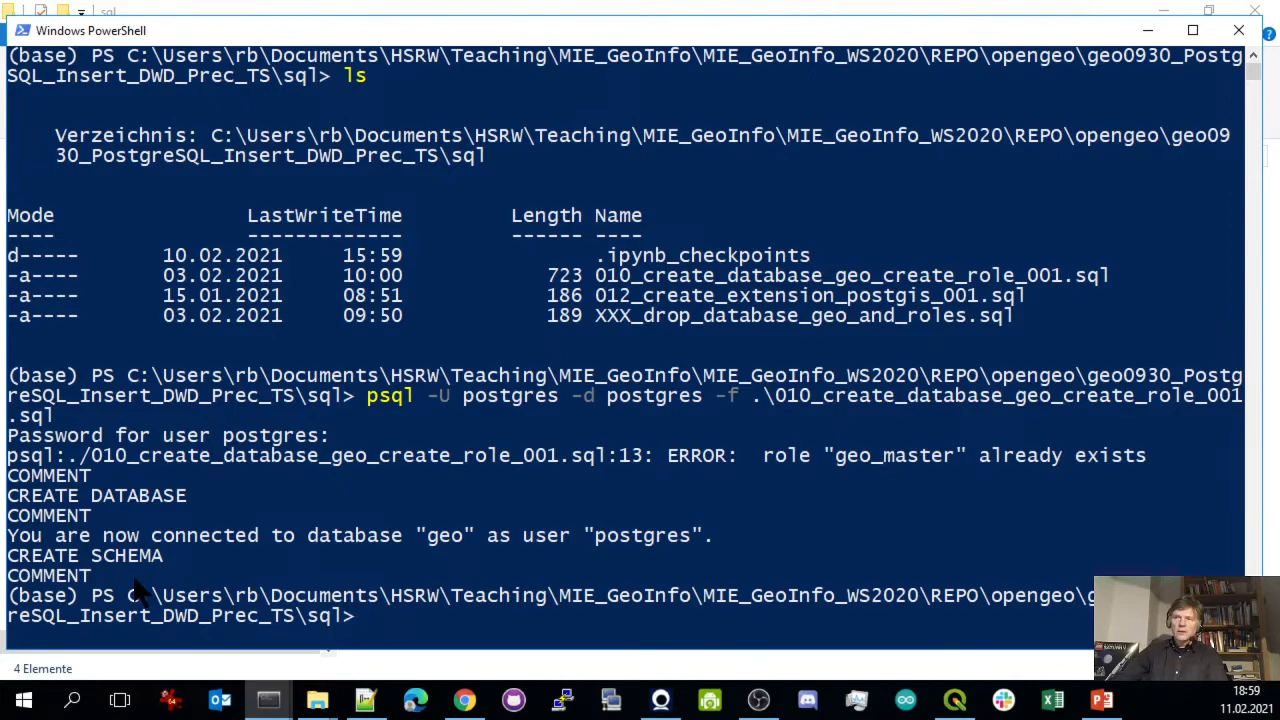 sql
Windows PowerShell
(base) PS C:\Users\rb\Documents\HSRW\Teaching\MIE_GeoInfo\MIE_GeoInfo_WS2020\REPO\opengeo\geo0930_Postg
SQL_Insert_DWD_Prec_TS\sql> ls
Verzeichnis: C:\Users\rb\Documents\HSRW\Teaching\MIE_GeoInfo\MIE_GeoInfo_WS2020\REPO\opengeo\geo09
30_PostgreSQL_Insert_DWD_Prec_TS\sql
Mode LastWriteTime Length Name
---- ------------- ------ ----
d----- 10.02.2021 15:59 .ipynb_checkpoints
-a---- 03.02.2021 10:00 723 010_create_database_geo_create_role_001.sql
-a---- 15.01.2021 08:51 186 012_create_extension_postgis_001.sql
-a---- 03.02.2021 09:50 189 XXX_drop_database_geo_and_roles.sql
(base) PS C:\Users\rb\Documents\HSRW\Teaching\MIE_GeoInfo\MIE_GeoInfo_WS2020\REPO\opengeo\geo0930_Postg
reSQL_Insert_DWD_Prec_TS\sql> psql -U postgres -d postgres -f .\010_create_database_geo_create_role_001
.sql
Password for user postgres:
psql:./010_create_database_geo_create_role_001.sql:13: ERROR:  role "geo_master" already exists
COMMENT
CREATE DATABASE
COMMENT
You are now connected to database "geo" as user "postgres".
CREATE SCHEMA
COMMENT
(base) PS C:\Users\rb\Documents\HSRW\Teaching\MIE_GeoInfo\MIE_GeoInfo_WS2020\REPO\opengeo\g
reSQL_Insert_DWD_Prec_TS\sql>
4 Elemente
18:59
11.02.2021